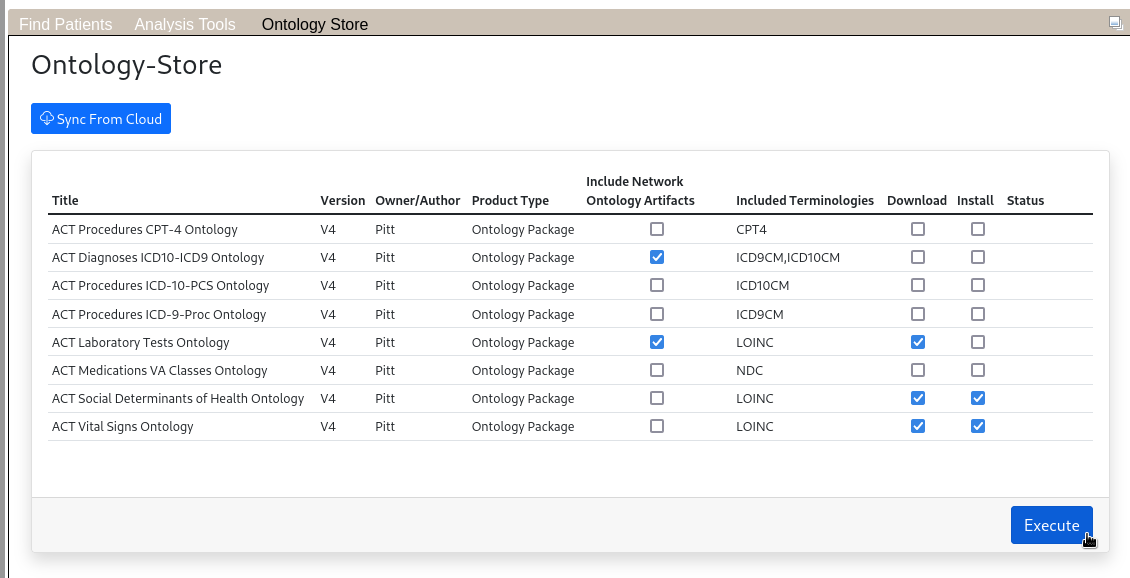 Find Patients Analysis Tools Ontology Store
Ontology-Store
Sync From Cloud
Title Version Owner/Author Product Type Include Network Ontology Artifacts Included Terminologies Download Install Status
ACT Procedures CPT-4 Ontology V4 Pitt Ontology Package CPT4
ACT Diagnoses ICD10-ICD9 Ontology V4 Pitt Ontology Package ICD9CM,ICD10CM
ACT Procedures ICD-10-PCS Ontology V4 Pitt Ontology Package ICD10CM
ACT Procedures ICD-9-Proc Ontology V4 Pitt Ontology Package ICD9CM
ACT Laboratory Tests Ontology V4 Pitt Ontology Package LOINC
ACT Medications VA Classes Ontology V4 Pitt Ontology Package NDC
ACT Social Determinants of Health Ontology V4 Pitt Ontology Package LOINC
ACT Vital Signs Ontology V4 Pitt Ontology Package LOINC
Execute